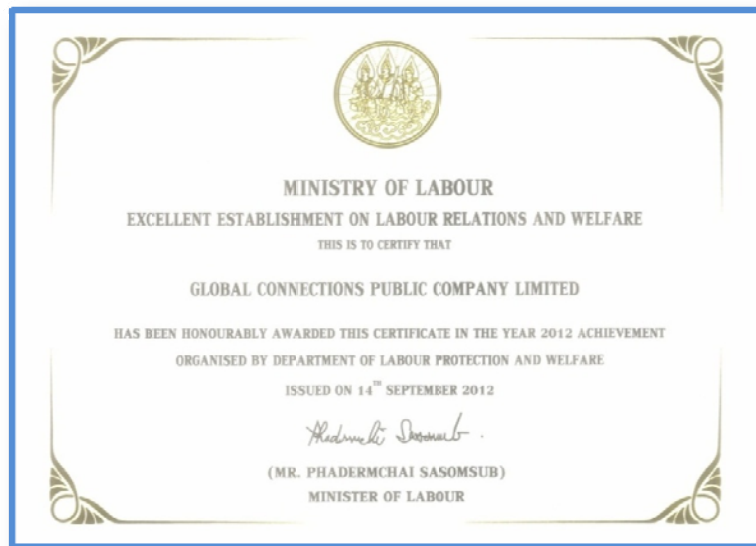 MINISTRY OF LABOUR
EXCELLENT ESTABLISHMENT ON LABOUR RELATIONS AND WELFARE
THIS IS TO CERTIFY THAT
GLOBAL CONNECTIONS PUBLIC COMPANY LIMITED
HAS BEEN HONOURABLY AWARDED THIS CERTIFICATE IN THE YEAR 2012 ACHIEVEMENT
ORGANISED BY DEPARTMENT OF LABOUR PROTECTION AND WELFARE
ISSUED ON 14TH SEPTEMBER 2012
(MR. PHADERMCHAI SASOMSUB)
MINISTER OF LABOUR